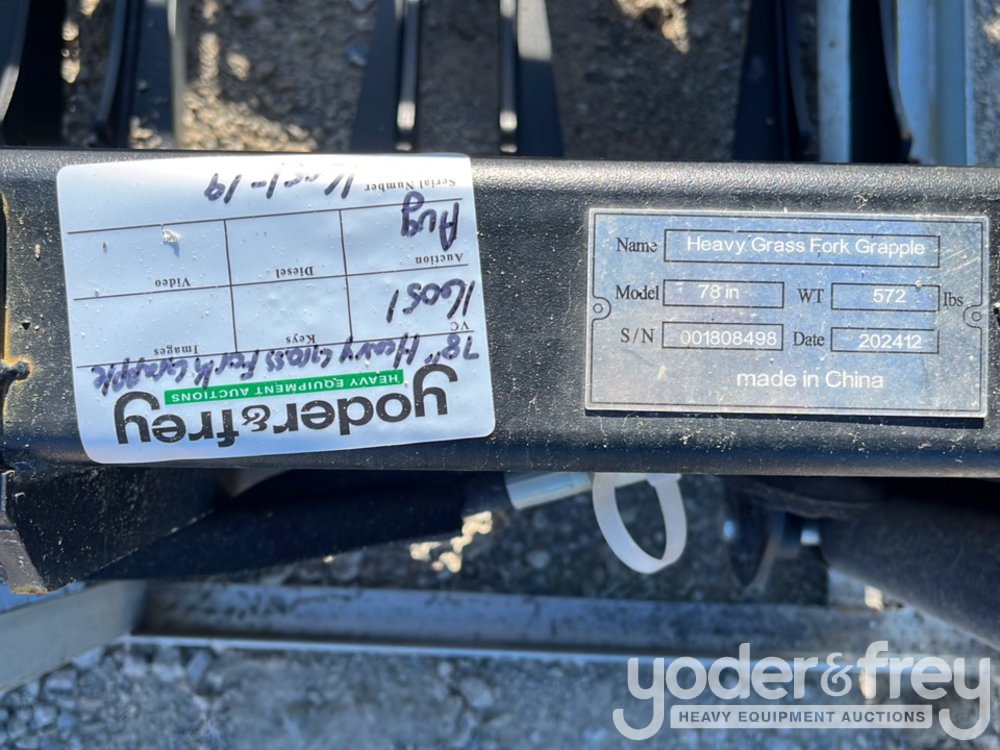 yoder&frey
HEAVY EQUIPMENT AUCTIONS
78" Heavy Grass Fork Grapple
VC
Keys
Images
16051
Auction
Diesel
Video
Aug
Serial Number
Name Heavy Grass Fork Grapple
Model 78 in WT 572 lbs
S/N 001808498 Date 202412
made in China
yoder&frey
HEAVY EQUIPMENT AUCTIONS